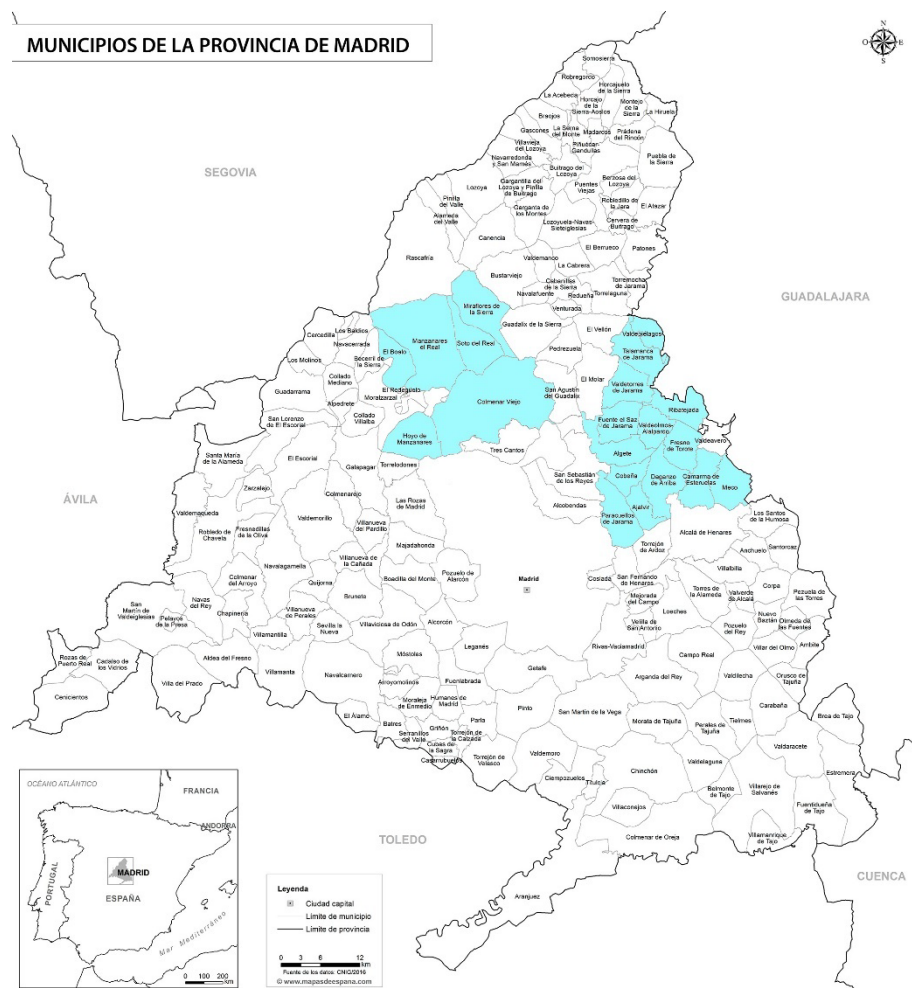 MUNICIPIOS DE LA PROVINCIA DE MADRID
N
O
E
S
SEGOVIA
GUADALAJARA
ÁVILA
TOLEDO
CUENCA
Somosierra
Robregordo
Horcajuelo
de la Sierra
La Acebeda
Horcajo
de la
Sierra-Aoslos
Montejo
de la
Sierra
La Hiruela
Braojos
Gascones
La Serna
del Monte
Madarcos
Prádena
del Rincón
Villavieja
del Lozoya
Piñuécar-
Gandullas
Puebla de
la Sierra
Navarredonda
y San Mamés
Buitrago del
Lozoya
Gargantilla del
Lozoya y Pinilla
de Buitrago
Puentes
Viejas
Berzosa del
Lozoya
Lozoya
Pinilla
del Valle
Robledillo de
la Jara
El Atazar
Alameda
del Valle
Garganta de
los Montes
Lozoyuela-Navas-
Sieteiglesias
Cervera de
Buitrago
Canencia
El Berrueco
Patones
Rascafría
Valdemanco
La Cabrera
Bustarviejo
Cabanillas
de la Sierra
Torremocha
de Jarama
Navalafuente
Redueña
Torrelaguna
Miraflores de
la Sierra
Venturada
Guadalix de la Sierra
El Vellón
Valdepiélagos
Cercedilla
Los Baldíos
Navacerrada
Manzanares
el Real
Soto del Real
Pedrezuela
Talamanca
de Jarama
El Boalo
Los Molinos
Becerril de
la Sierra
Collado
Mediano
El Molar
Guadarrama
Valdetorres
de Jarama
Alpedrete
Moralzarzal
San Agustín
del Guadalix
Colmenar Viejo
Ribatejada
San Lorenzo
de El Escorial
Collado
Villalba
Fuente el Saz
de Jarama
Valdeolmos-
Alalpardo
Hoyo de
Manzanares
Fresno
de Torote
Valdeavero
Tres Cantos
Algete
Santa María
de la Alameda
El Escorial
Galapagar
Torrelodones
Cobeña
Daganzo
de Arriba
Camarma de
Esteruelas
Meco
San Sebastián
de los Reyes
Zarzalejo
Colmenarejo
Las Rozas
de Madrid
Alcobendas
Ajalvir
Paracuellos
de Jarama
Valdemaqueda
Valdemorillo
Villanueva
del Pardillo
Los Santos
de la Humosa
Robledo de
Chavela
Fresnedillas
de la Oliva
Alcalá de Henares
Majadahonda
Torrejón
de Ardoz
Anchuelo
Santorcaz
Navalagamella
Villanueva de
la Cañada
Villalbilla
Colmenar
del Arroyo
Quijorna
Boadilla del Monte
Pozuelo de
Alarcón
Madrid
Coslada
San Fernando
de Henares
Corpa
Torres de
la Alameda
Valverde
de Alcalá
Pezuela de
las Torres
Brunete
Mejorada
del Campo
San
Martín de
Valdeiglesias
Navas
del Rey
Chapinería
Villanueva
de Perales
Sevilla la
Nueva
Loeches
Nuevo
Baztán
Olmeda de
las Fuentes
Pelayos
de la Presa
Velilla de
San Antonio
Pozuelo
del Rey
Villaviciosa de Odón
Alcorcón
Villamantilla
Leganés
Rivas-Vaciamadrid
Villar del Olmo
Ambite
Rozas de
Puerto Real
Cadalso de
los Vidrios
Aldea del Fresno
Móstoles
Getafe
Campo Real
Villamanta
Navalcarnero
Arroyomolinos
Fuenlabrada
Arganda del Rey
Valdilecha
Orusco de
Tajuña
Villa del Prado
Cenicientos
Moraleja
de Enmedio
Humanes de
Madrid
Pinto
San Martín de la Vega
Carabaña
Brea de Tajo
El Álamo
Batres
Griñón
Parla
Morata de Tajuña
Perales de
Tajuña
Tielmes
Serranillos
del Valle
Torrejón de
la Calzada
Cubas de
la Sagra
Casarrubuelos
Torrejón de
Velasco
Valdemoro
Valdaracete
Valdelaguna
Ciempozuelos
Titulcia
Chinchón
Estremera
Belmonte
de Tajo
Villarejo de
Salvanés
Villaconejos
Fuentidueña
de Tajo
Colmenar de Oreja
Villamanrique
de Tajo
Aranjuez
OCÉANO ATLÁNTICO
FRANCIA
ANDORRA
PORTUGAL
MADRID
ESPAÑA
Mar Mediterráneo
0 100 200
km
Leyenda
Ciudad capital
Límite de municipio
Límite de provincia
0 3 6 12
km
Fuente de los datos: CNIG/2016
© www.mapasdeespana.com